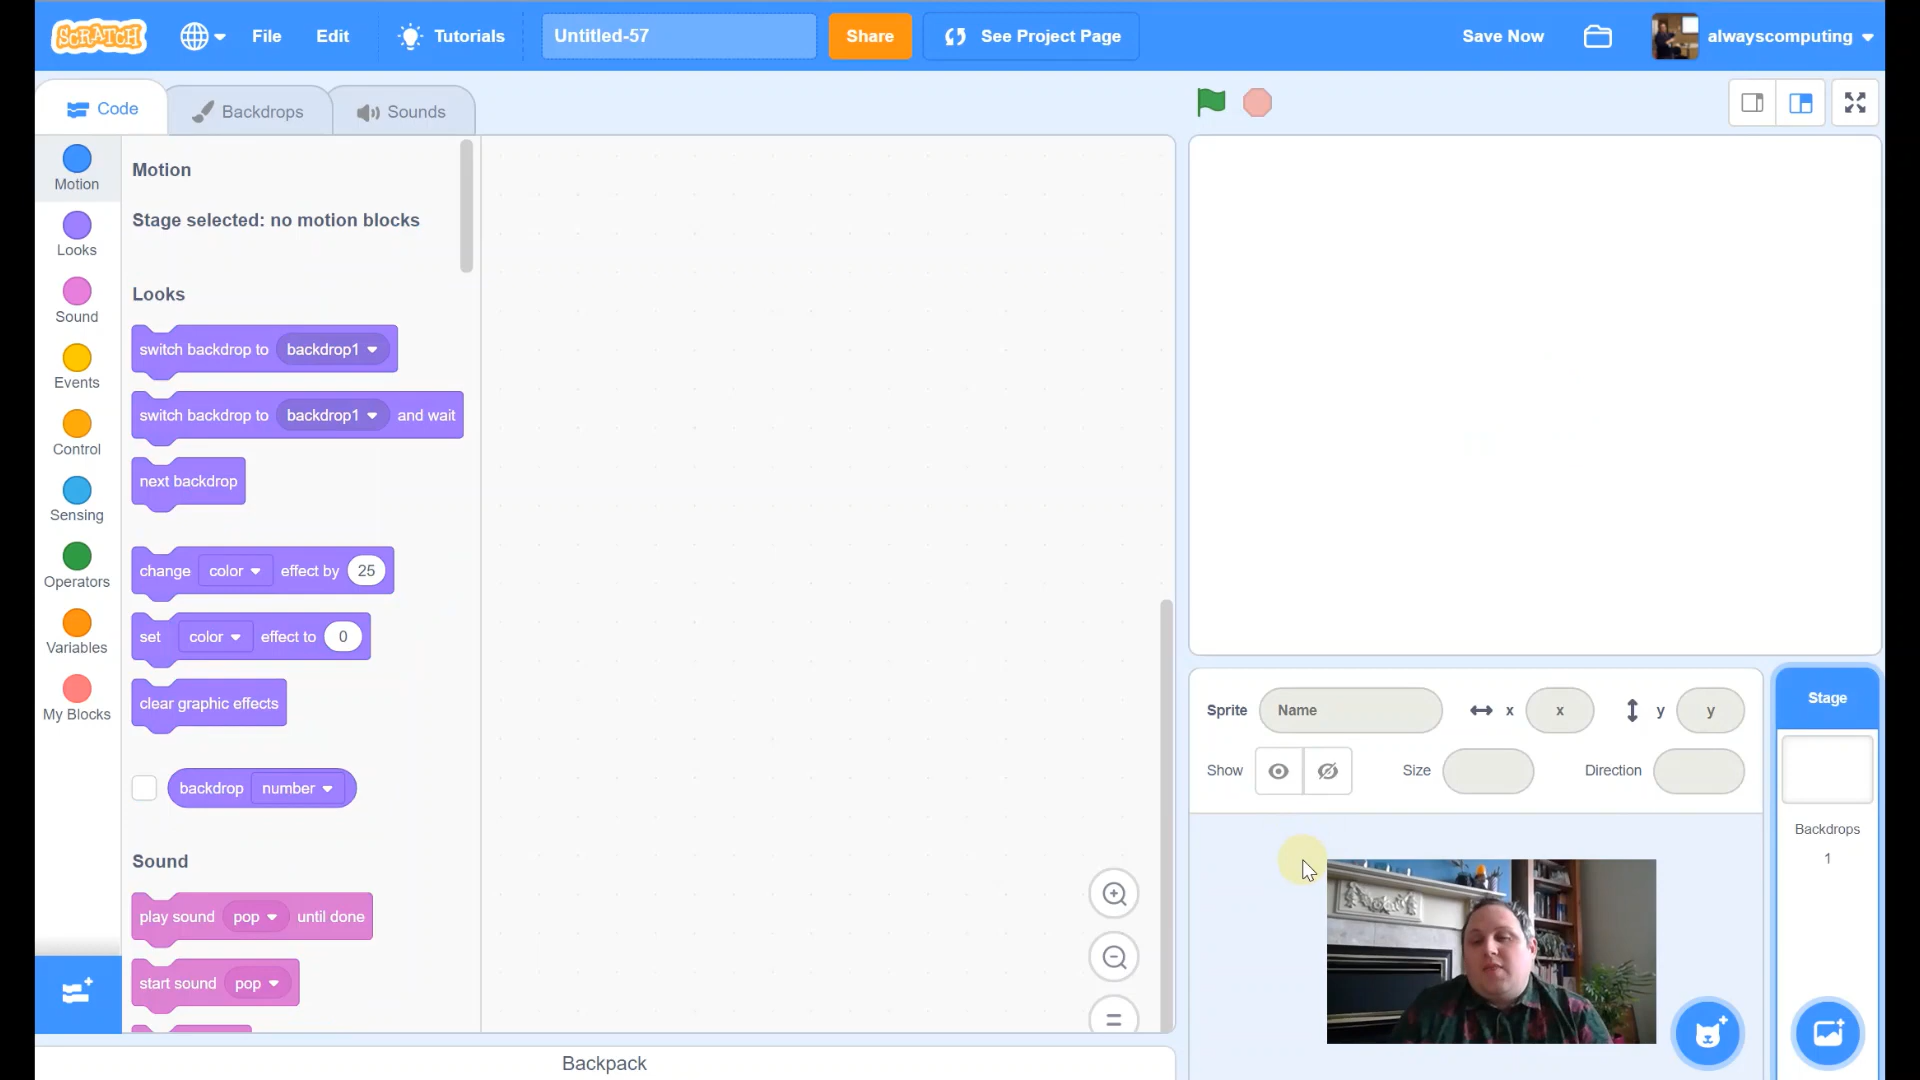 SCRATCH
File
Edit
Tutorials
Untitled-57
Share
See Project Page
Save Now
alwayscomputing
Code
Backdrops
Sounds
Motion
Looks
Sound
Events
Control
Sensing
Operators
Variables
My Blocks
Motion
Stage selected: no motion blocks
Looks
switch backdrop to backdrop1
switch backdrop to backdrop1 and wait
next backdrop
change color effect by 25
set color effect to 0
clear graphic effects
backdrop number
Sound
play sound pop until done
start sound pop
Backpack
Sprite Name x x y y
Show Size Direction
Stage
Backdrops
1